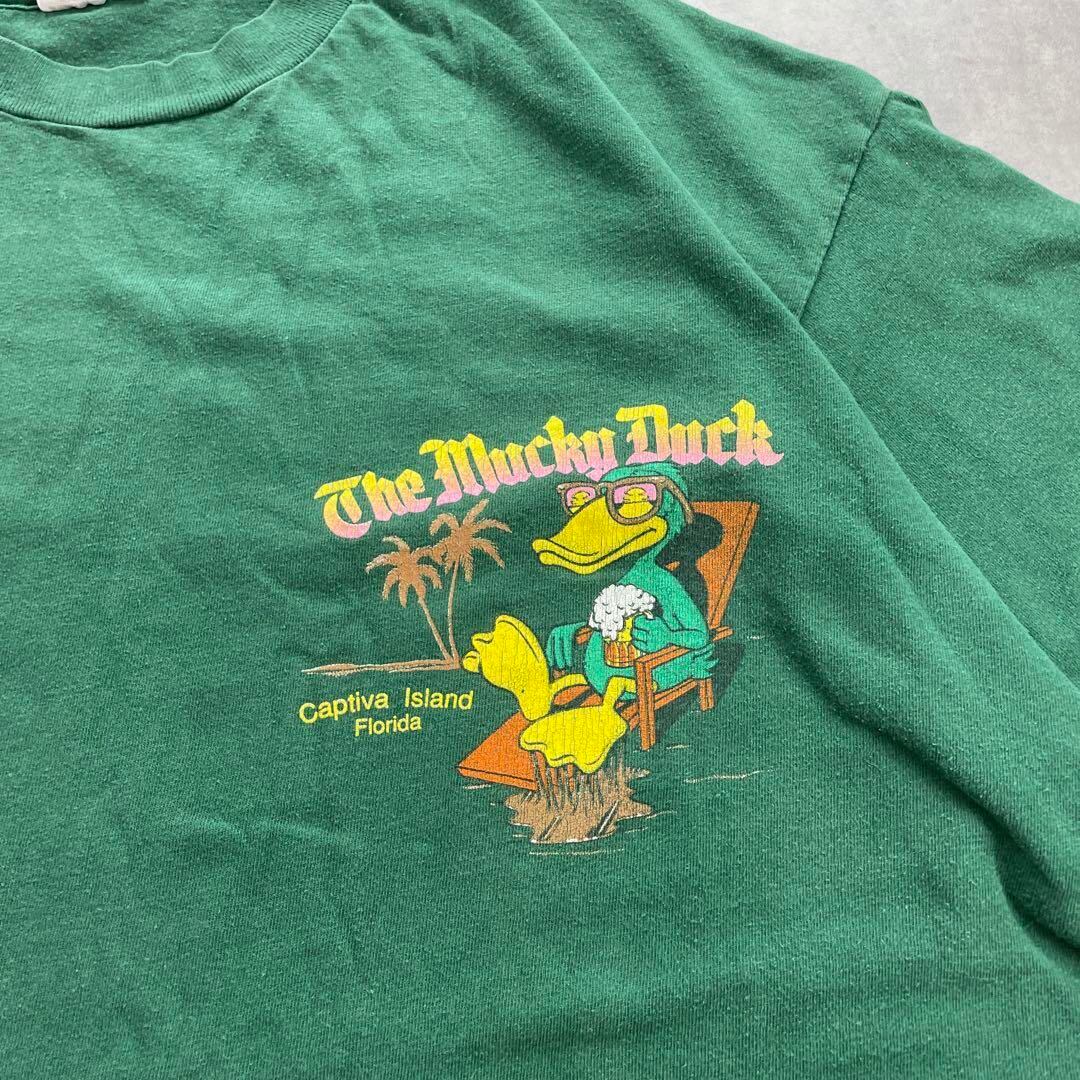 The Mucky Duck
Captiva Island
Florida